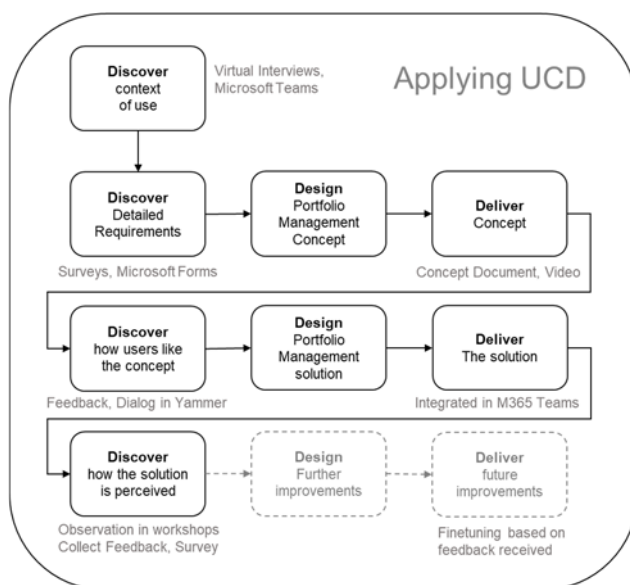 Applying UCD
Discover
context
of use
Virtual Interviews,
Microsoft Teams
Discover
Detailed
Requirements
Design
Portfolio
Management
Concept
Deliver
Concept
Surveys, Microsoft Forms
Concept Document, Video
Discover
how users like
the concept
Design
Portfolio
Management
solution
Deliver
The solution
Feedback, Dialog in Yammer
Integrated in M365 Teams
Discover
how the solution
is perceived
Design
Further
improvements
Deliver
future
improvements
Observation in workshops
Collect Feedback, Survey
Finetuning based on
feedback received